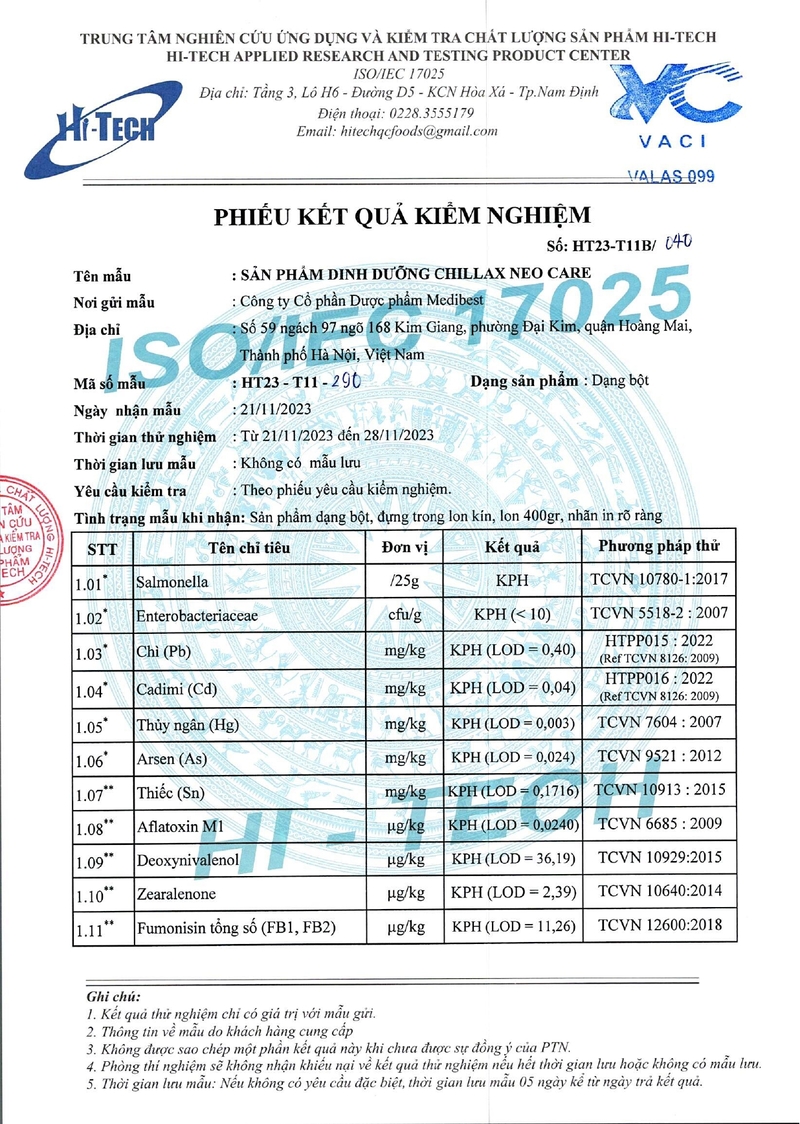 TRUNG TÂM NGHIÊN CỨU ỨNG DỤNG VÀ KIỂM TRA CHẤT LƯỢNG SẢN PHẨM HI-TECH
HI-TECH APPLIED RESEARCH AND TESTING PRODUCT CENTER
ISO/IEC 17025
Địa chỉ: Tầng 3, Lô H6 - Đường D5 - KCN Hòa Xá - Tp.Nam Định
Điện thoại: 0228.3555179
Email: hitechqcfoods@gmail.com
Hi-TECH
VACI
VALAS 099
PHIẾU KẾT QUẢ KIỂM NGHIỆM
Số: HT23-T11B/ 040
Tên mẫu : SẢN PHẨM DINH DƯỠNG CHILLAX NEO CARE
Nơi gửi mẫu : Công ty Cổ phần Dược phẩm Medibest
Địa chỉ : Số 59 ngách 97 ngõ 168 Kim Giang, phường Đại Kim, quận Hoàng Mai,
Thành phố Hà Nội, Việt Nam
Mã số mẫu : HT23 - T11 - 290 Dạng sản phẩm : Dạng bột
Ngày nhận mẫu : 21/11/2023
Thời gian thử nghiệm : Từ 21/11/2023 đến 28/11/2023
Thời gian lưu mẫu : Không có mẫu lưu
Yêu cầu kiểm tra : Theo phiếu yêu cầu kiểm nghiệm.
Tình trạng mẫu khi nhận: Sản phẩm dạng bột, đựng trong lon kín, lon 400gr, nhãn in rõ ràng
ISO/IEC 17025
HI - TECH
STT Tên chỉ tiêu Đơn vị Kết quả Phương pháp thử
1.01* Salmonella /25g KPH TCVN 10780-1:2017
1.02* Enterobacteriaceae cfu/g KPH (< 10) TCVN 5518-2 : 2007
1.03* Chì (Pb) mg/kg KPH (LOD = 0,40) HTPP015 : 2022
(Ref TCVN 8126: 2009)
1.04* Cadimi (Cd) mg/kg KPH (LOD = 0,04) HTPP016 : 2022
(Ref TCVN 8126: 2009)
1.05* Thủy ngân (Hg) mg/kg KPH (LOD = 0,003) TCVN 7604 : 2007
1.06* Arsen (As) mg/kg KPH (LOD = 0,024) TCVN 9521 : 2012
1.07** Thiếc (Sn) mg/kg KPH (LOD = 0,1716) TCVN 10913 : 2015
1.08** Aflatoxin M1 µg/kg KPH (LOD = 0,0240) TCVN 6685 : 2009
1.09** Deoxynivalenol µg/kg KPH (LOD = 36,19) TCVN 10929:2015
1.10** Zearalenone µg/kg KPH (LOD = 2,39) TCVN 10640:2014
1.11** Fumonisin tổng số (FB1, FB2) µg/kg KPH (LOD = 11,26) TCVN 12600:2018
Ghi chú:
1. Kết quả thử nghiệm chỉ có giá trị với mẫu gửi.
2. Thông tin về mẫu do khách hàng cung cấp
3. Không được sao chép một phần kết quả này khi chưa được sự đồng ý của PTN.
4. Phòng thí nghiệm sẽ không nhận khiếu nại về kết quả thử nghiệm nếu hết thời gian lưu hoặc không có mẫu lưu.
5. Thời gian lưu mẫu: Nếu không có yêu cầu đặc biệt, thời gian lưu mẫu 05 ngày kể từ ngày trả kết quả.